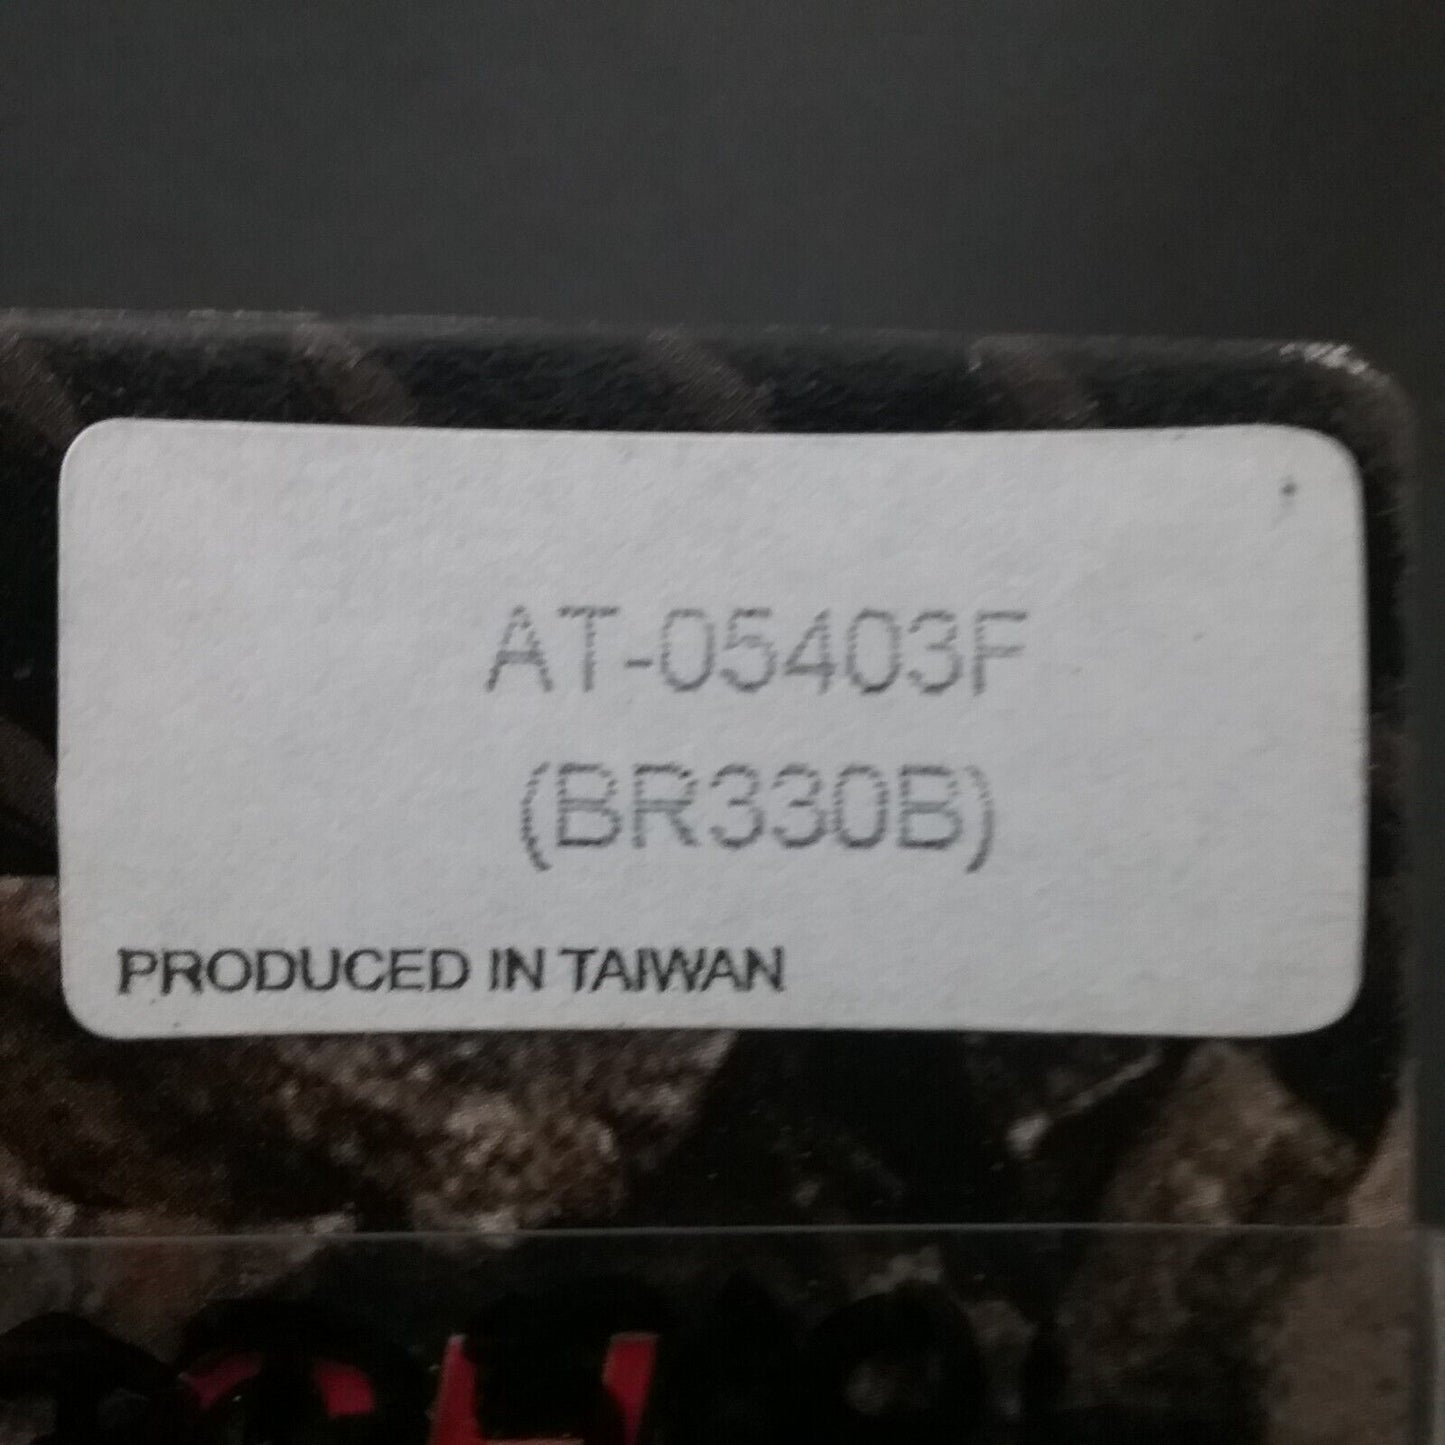 AT-05403F
(BR330B)
PRODUCED IN TAIWAN